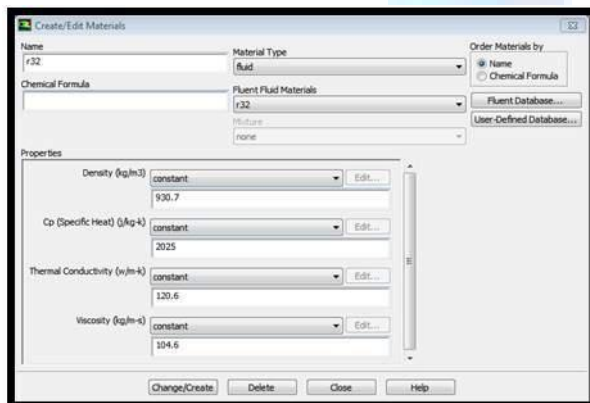 Create/Edit Materials
Name
r32
Chemical Formula
Material Type
fluid
Fluent Fluid Materials
r32
Mixture
none
Order Materials by
Name
Chemical Formula
Fluent Database...
User-Defined Database...
Properties
Density (kg/m3) constant Edit...
930.7
Cp (Specific Heat) (j/kg-k) constant Edit...
2025
Thermal Conductivity (w/m-k) constant Edit...
120.6
Viscosity (kg/m-s) constant Edit...
104.6
Change/Create Delete Close Help